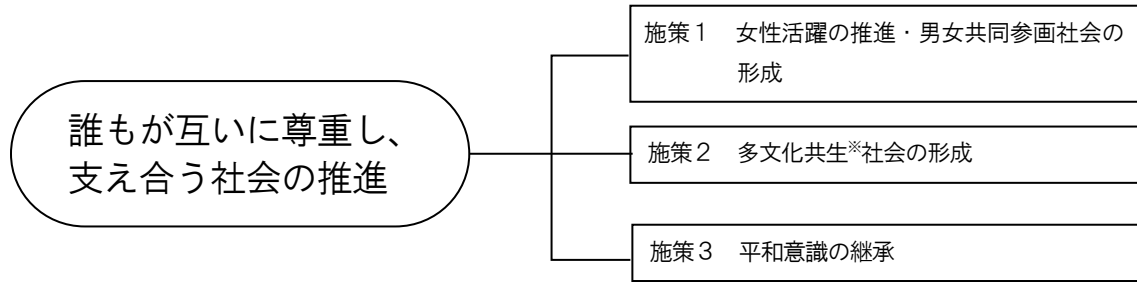 誰もが互いに尊重し、
支え合う社会の推進
施策１　女性活躍の推進・男女共同参画社会の
形成
施策２　多文化共生※社会の形成
施策３　平和意識の継承